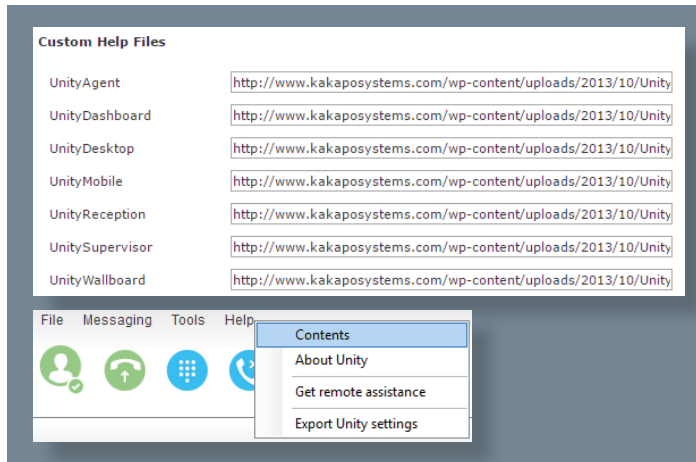 Custom Help Files
UnityAgent http://www.kakaposystems.com/wp-content/uploads/2013/10/Unity
UnityDashboard http://www.kakaposystems.com/wp-content/uploads/2013/10/Unity
UnityDesktop http://www.kakaposystems.com/wp-content/uploads/2013/10/Unity
UnityMobile http://www.kakaposystems.com/wp-content/uploads/2013/10/Unity
UnityReception http://www.kakaposystems.com/wp-content/uploads/2013/10/Unity
UnitySupervisor http://www.kakaposystems.com/wp-content/uploads/2013/10/Unity
UnityWallboard http://www.kakaposystems.com/wp-content/uploads/2013/10/Unity
File Messaging Tools Help
Contents
About Unity
Get remote assistance
Export Unity settings